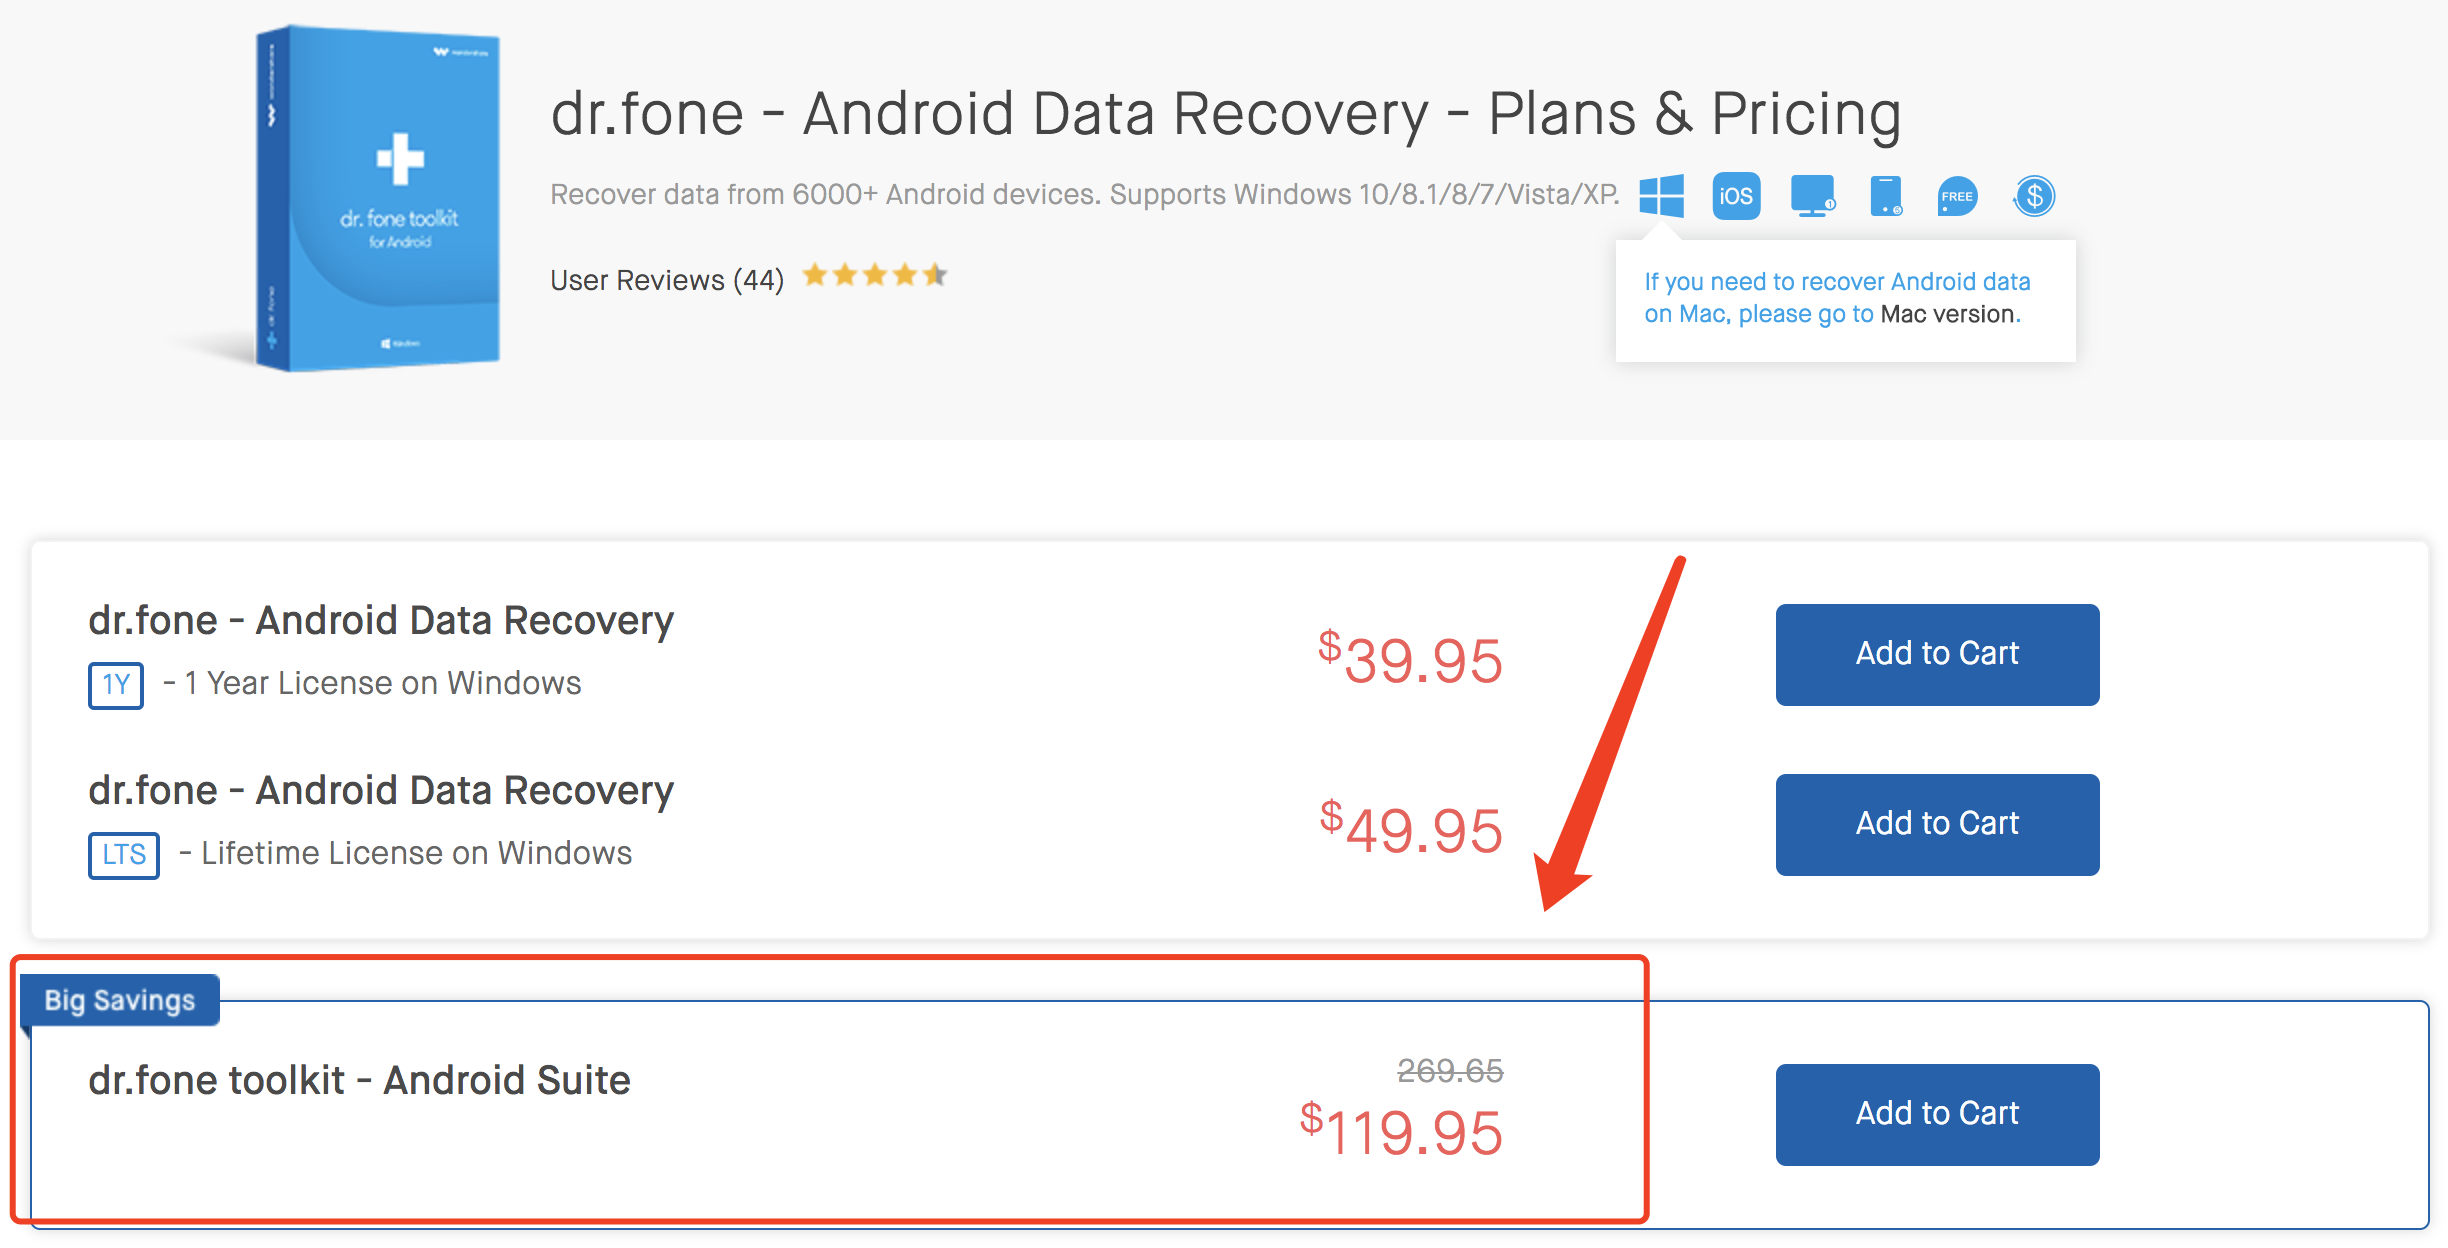 wondershare
dr. fone toolkit
for Android
Windows
dr.fone - Android Data Recovery - Plans & Pricing
Recover data from 6000+ Android devices. Supports Windows 10/8.1/8/7/Vista/XP.
iOS
1
FREE
$
User Reviews (44)
If you need to recover Android data
on Mac, please go to Mac version.
dr.fone - Android Data Recovery
1Y - 1 Year License on Windows
$39.95
Add to Cart
dr.fone - Android Data Recovery
LTS - Lifetime License on Windows
$49.95
Add to Cart
Big Savings
dr.fone toolkit - Android Suite
269.65
$119.95
Add to Cart